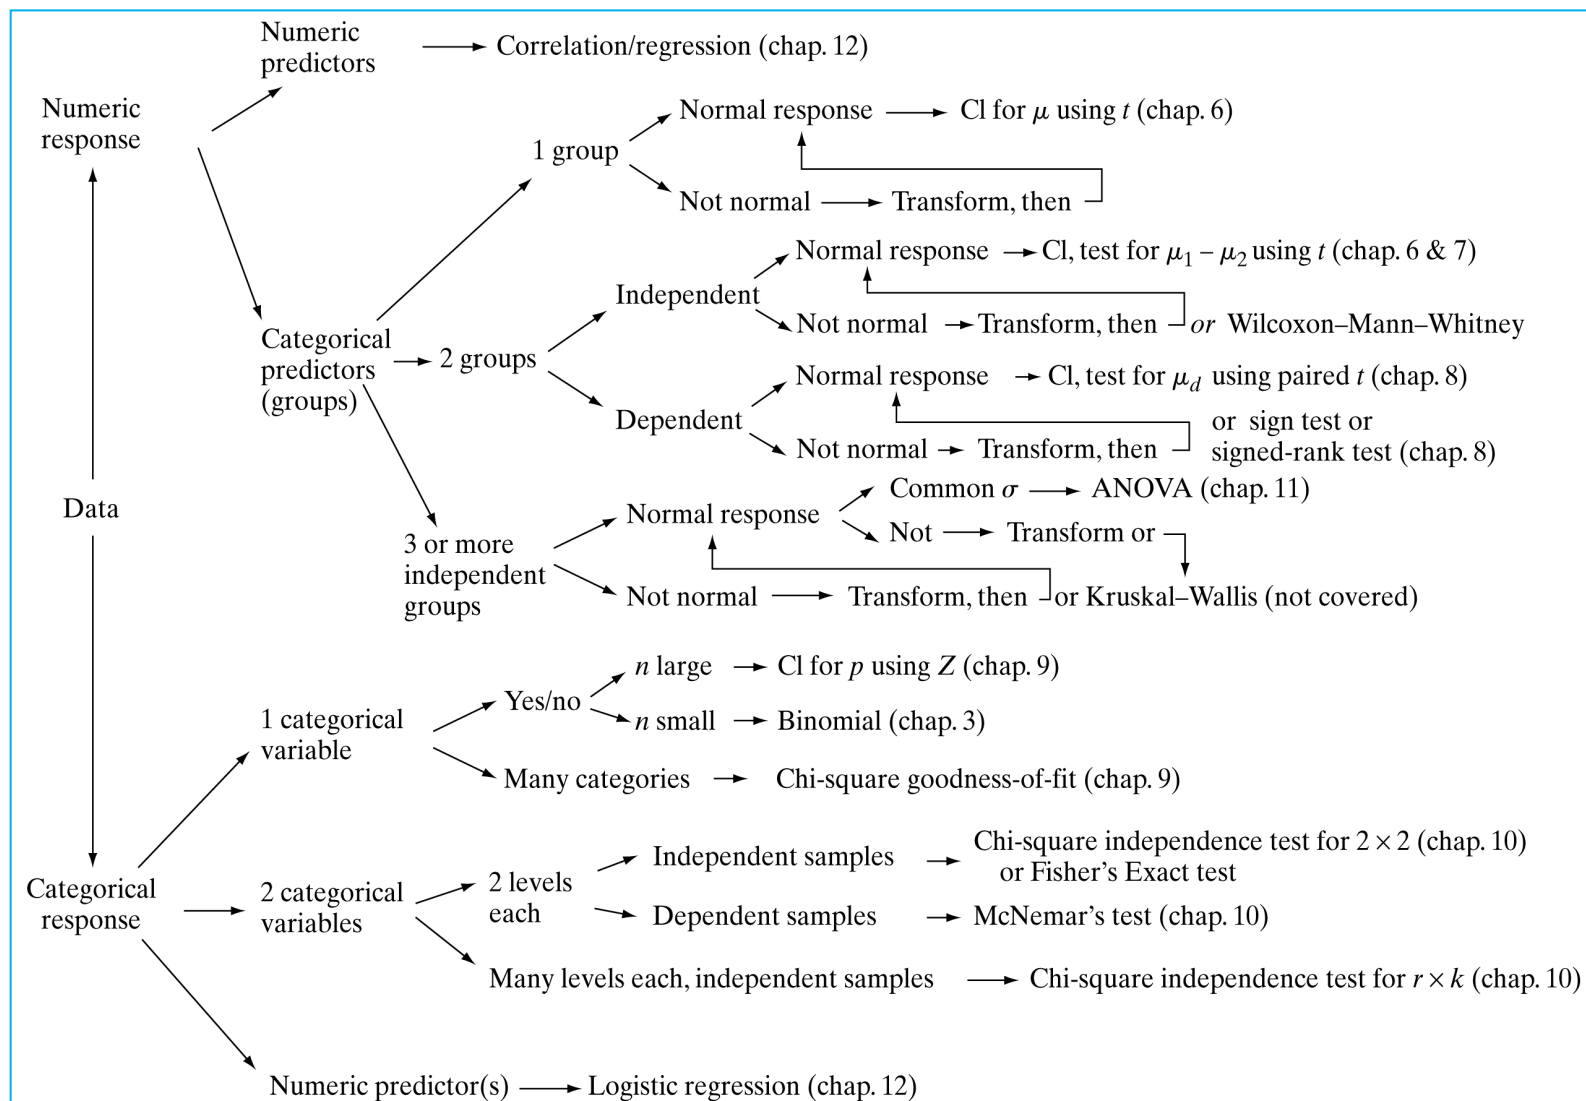 Numeric
predictors
Correlation/regression (chap. 12)
Numeric
response
Normal response
Cl for μ using t (chap. 6)
1 group
Not normal
Transform, then
Normal response
Cl, test for μ1 – μ2 using t (chap. 6 & 7)
Independent
Not normal
Transform, then
or Wilcoxon–Mann–Whitney
Categorical
predictors
(groups)
2 groups
Normal response
Cl, test for μd using paired t (chap. 8)
Dependent
Not normal
Transform, then
or sign test or
signed-rank test (chap. 8)
Data
Common σ
ANOVA (chap. 11)
Normal response
Not
Transform or
3 or more
independent
groups
Not normal
Transform, then
or Kruskal–Wallis (not covered)
n large
Cl for p using Z (chap. 9)
Yes/no
n small
Binomial (chap. 3)
1 categorical
variable
Many categories
Chi-square goodness-of-fit (chap. 9)
Categorical
response
2 categorical
variables
2 levels
each
Independent samples
Chi-square independence test for 2 × 2 (chap. 10)
or Fisher's Exact test
Dependent samples
McNemar's test (chap. 10)
Many levels each, independent samples
Chi-square independence test for r × k (chap. 10)
Numeric predictor(s)
Logistic regression (chap. 12)